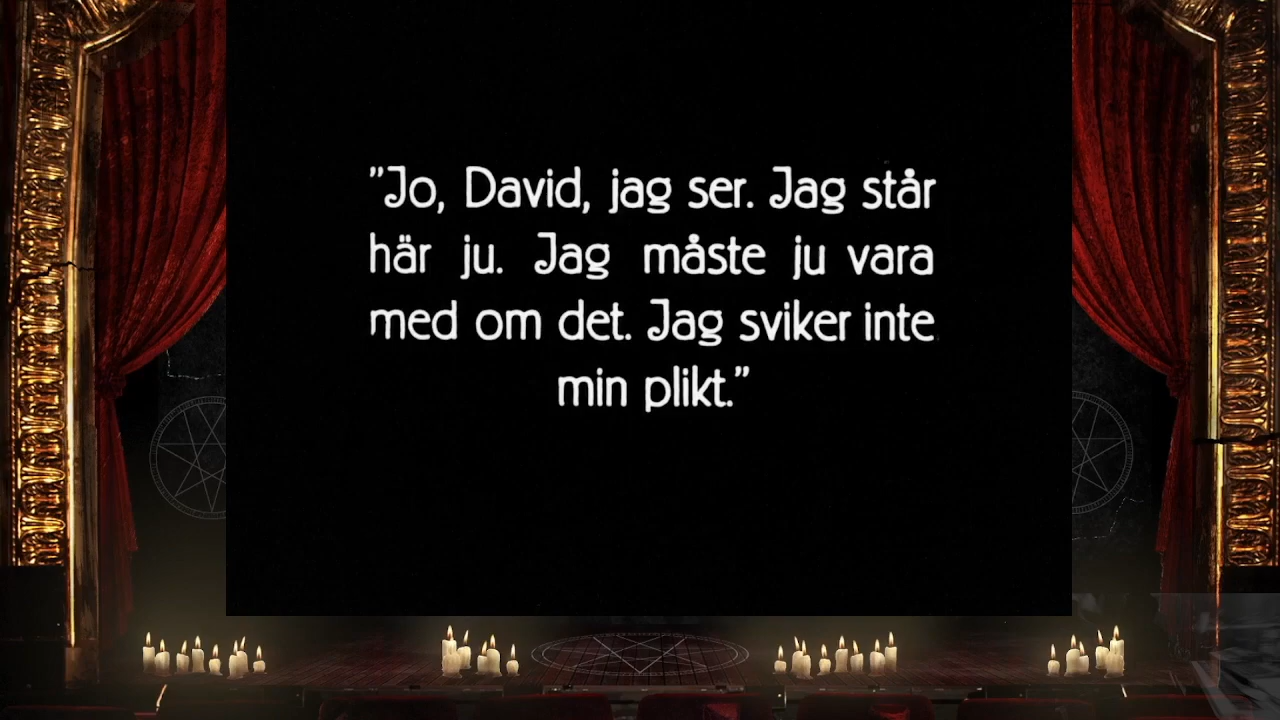 ”Jo, David, jag ser. Jag står
här ju. Jag måste ju vara
med om det. Jag sviker inte
min plikt.”